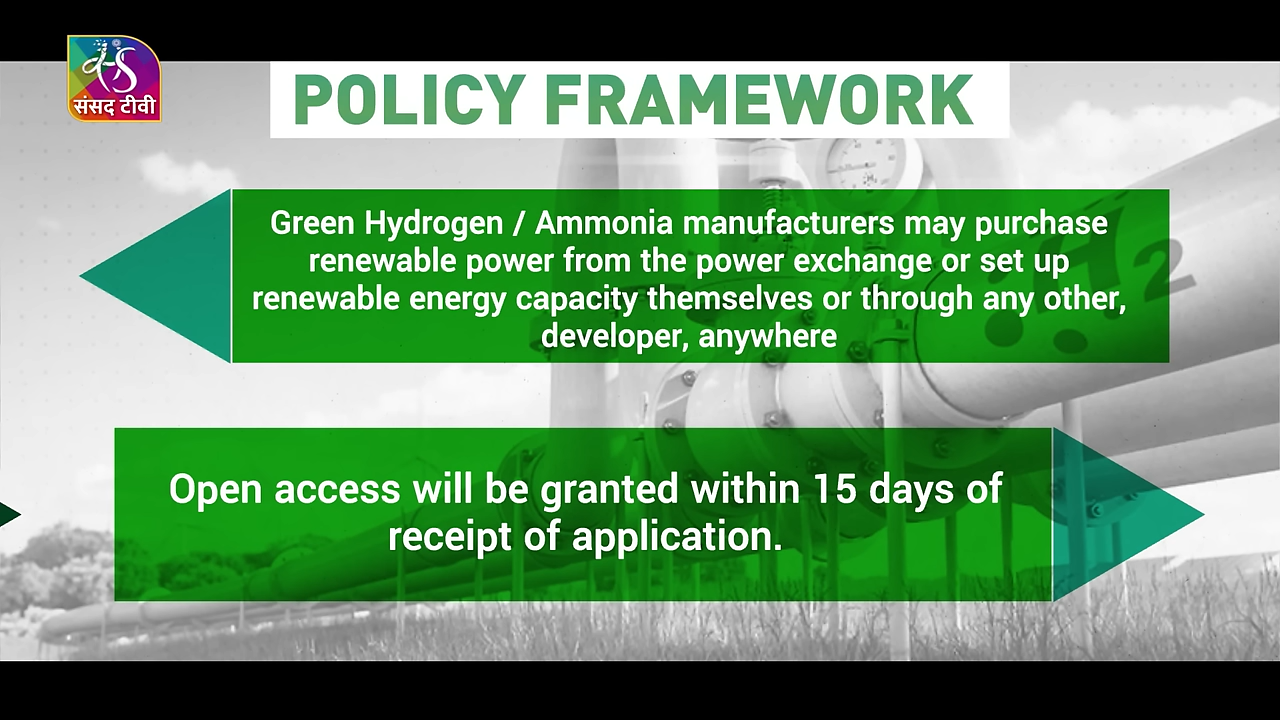 संसद टीवी
POLICY FRAMEWORK
Green Hydrogen / Ammonia manufacturers may purchase
renewable power from the power exchange or set up
renewable energy capacity themselves or through any other,
developer, anywhere
H2
Open access will be granted within 15 days of
receipt of application.